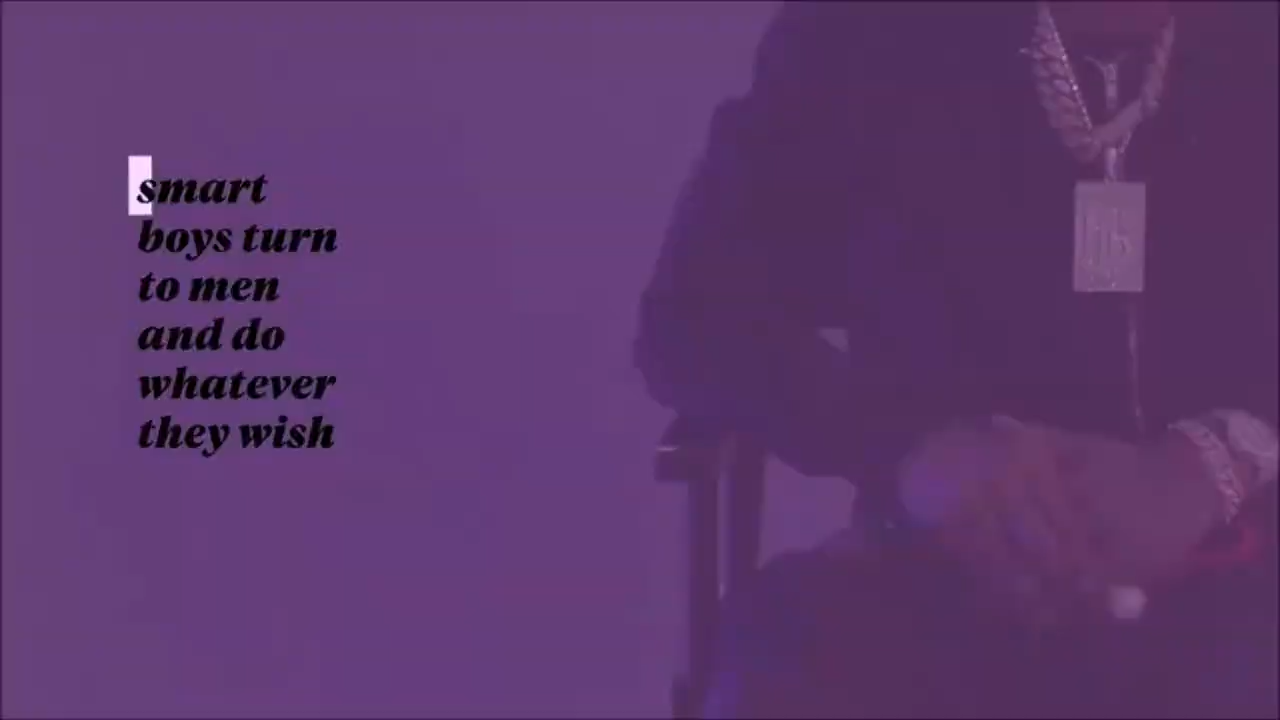 smart
boys turn
to men
and do
whatever
they wish